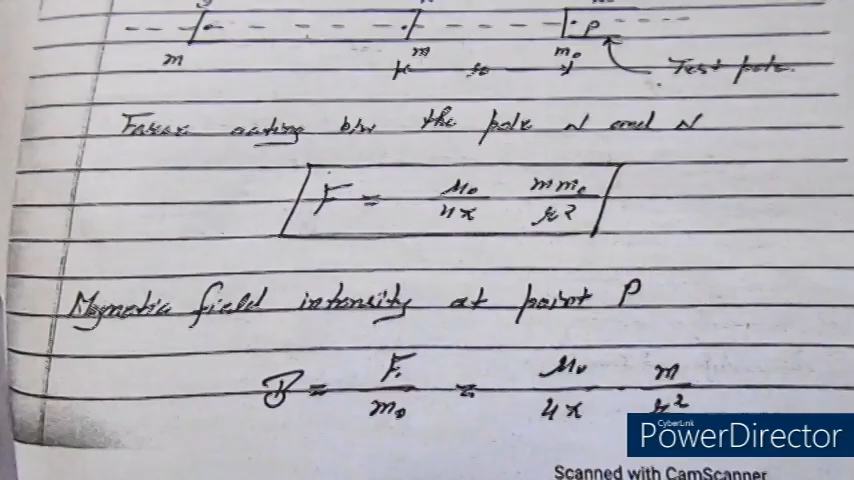 P
m m m₀
r Test pole.
Force acting b/w the pole N and N
F = μ₀/4π mm₀/r²
Magnetic field intensity at point P
B = F/m₀ = μ₀/4π · m/r²
CyberLink
PowerDirector
Scanned with CamScanner